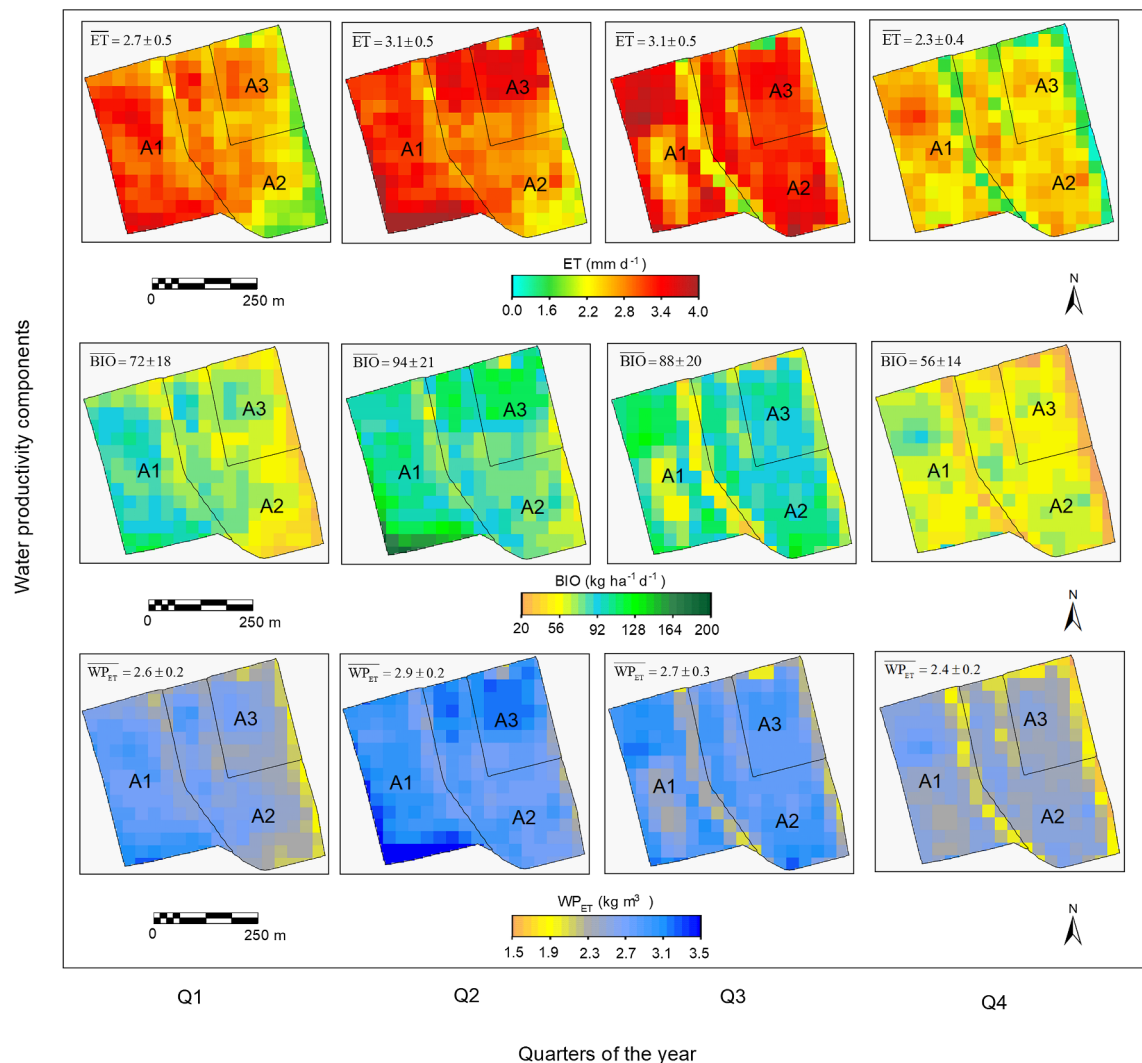 ET = 2.7 ± 0.5
ET = 3.1 ± 0.5
ET = 3.1 ± 0.5
ET = 2.3 ± 0.4
A3
A1
A2
A3
A1
A2
A3
A1
A2
A3
A1
A2
0 250 m
ET (mm d⁻¹)
0.0 1.6 2.2 2.8 3.4 4.0
N
BIO = 72 ± 18
BIO = 94 ± 21
BIO = 88 ± 20
BIO = 56 ± 14
A3
A1
A2
A3
A1
A2
A3
A1
A2
A3
A1
A2
0 250 m
BIO (kg ha⁻¹ d⁻¹)
20 56 92 128 164 200
N
WP_ET = 2.6 ± 0.2
WP_ET = 2.9 ± 0.2
WP_ET = 2.7 ± 0.3
WP_ET = 2.4 ± 0.2
A3
A1
A2
A3
A1
A2
A3
A1
A2
A3
A1
A2
0 250 m
WP_ET (kg m³ )
1.5 1.9 2.3 2.7 3.1 3.5
N
Water productivity components
Q1 Q2 Q3 Q4
Quarters of the year